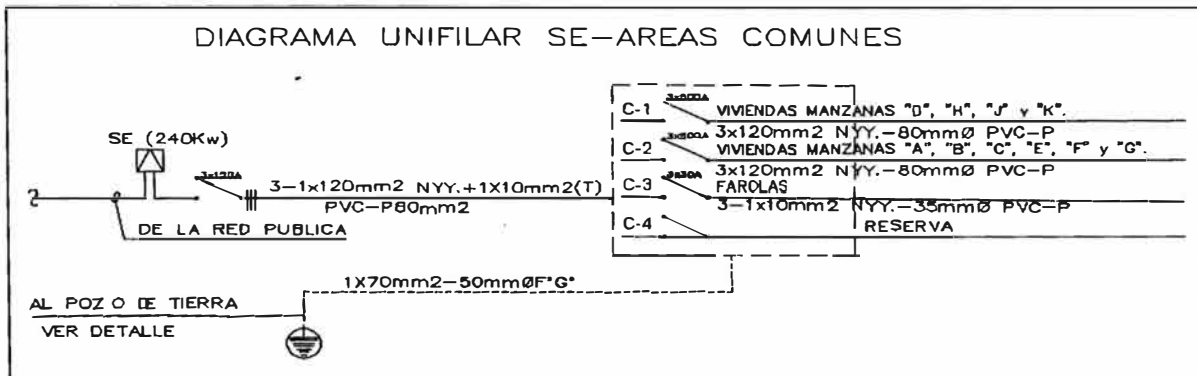 DIAGRAMA UNIFILAR SE-AREAS COMUNES
SE (240Kw)
3x120A
3-1x120mm2 NYY.+1X10mm2(T)
PVC-P80mm2
DE LA RED PUBLICA
C-1 VIVIENDAS MANZANAS "D", "H", "J" y "K".
3x120mm2 NYY.-80mmØ PVC-P
C-2 VIVIENDAS MANZANAS "A", "B", "C", "E", "F" y "G".
3x120mm2 NYY.-80mmØ PVC-P
C-3 3x30A FAROLAS
3-1x10mm2 NYY.-35mmØ PVC-P
C-4 RESERVA
1X70mm2-50mmØF"G"
AL POZO DE TIERRA
VER DETALLE